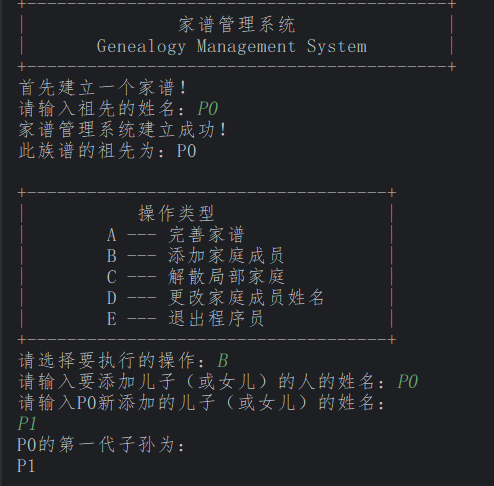 +------------------------------------------+
|               家谱管理系统               |
|       Genealogy Management System        |
+------------------------------------------+
首先建立一个家谱!
请输入祖先的姓名: P0
家谱管理系统建立成功!
此族谱的祖先为: P0
+------------------------------------+
|           操作类型                 |
|        A --- 完善家谱              |
|        B --- 添加家庭成员          |
|        C --- 解散局部家庭          |
|        D --- 更改家庭成员姓名      |
|        E --- 退出程序员            |
+------------------------------------+
请选择要执行的操作: B
请输入要添加儿子（或女儿）的人的姓名: P0
请输入P0新添加的儿子（或女儿）的姓名:
P1
P0的第一代子孙为:
P1